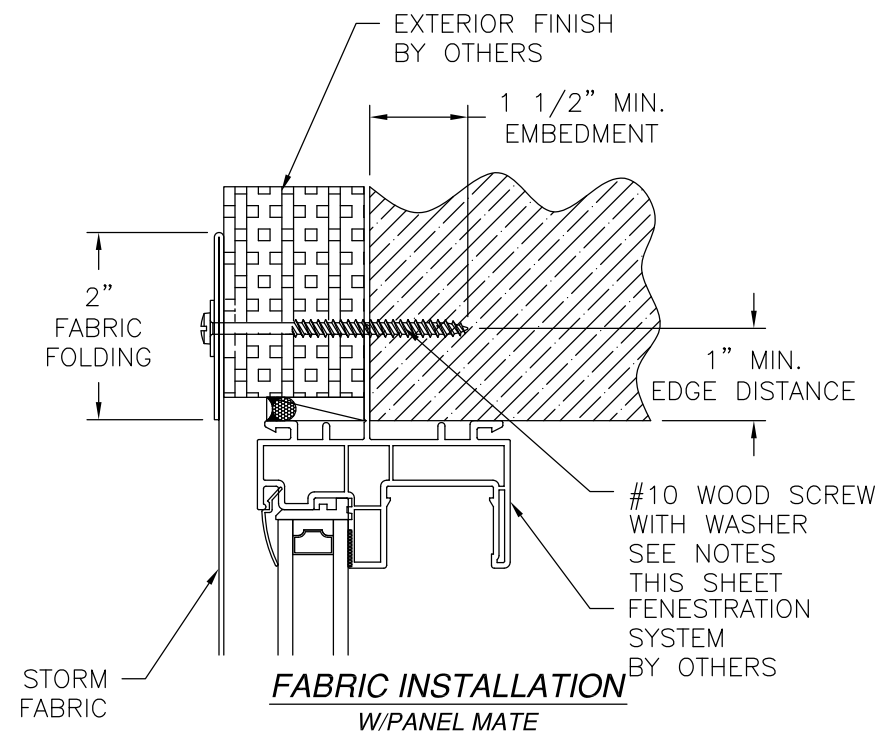 EXTERIOR FINISH
BY OTHERS
1 1/2” MIN.
EMBEDMENT
2”
FABRIC
FOLDING
1” MIN.
EDGE DISTANCE
#10 WOOD SCREW
WITH WASHER
SEE NOTES
THIS SHEET
FENESTRATION
SYSTEM
BY OTHERS
STORM
FABRIC
FABRIC INSTALLATION
W/PANEL MATE